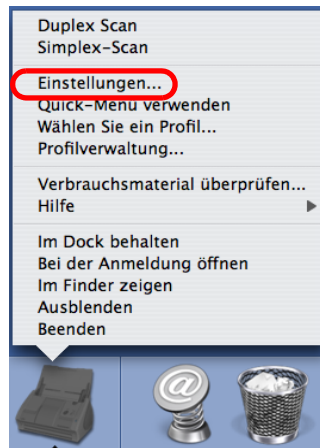 Duplex Scan
Simplex-Scan
Einstellungen...
Quick-Menü verwenden
Wählen Sie ein Profil...
Profilverwaltung...
Verbrauchsmaterial überprüfen...
Hilfe
Im Dock behalten
Bei der Anmeldung öffnen
Im Finder zeigen
Ausblenden
Beenden
@